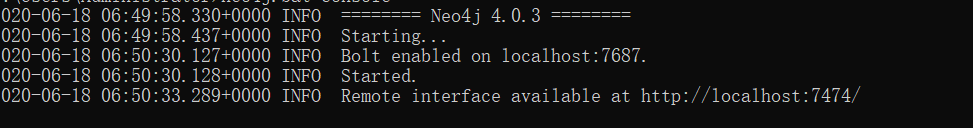 020-06-18 06:49:58.330+0000 INFO ======== Neo4j 4.0.3 ========
020-06-18 06:49:58.437+0000 INFO Starting...
020-06-18 06:50:30.127+0000 INFO Bolt enabled on localhost:7687.
020-06-18 06:50:30.128+0000 INFO Started.
020-06-18 06:50:33.289+0000 INFO Remote interface available at http://localhost:7474/